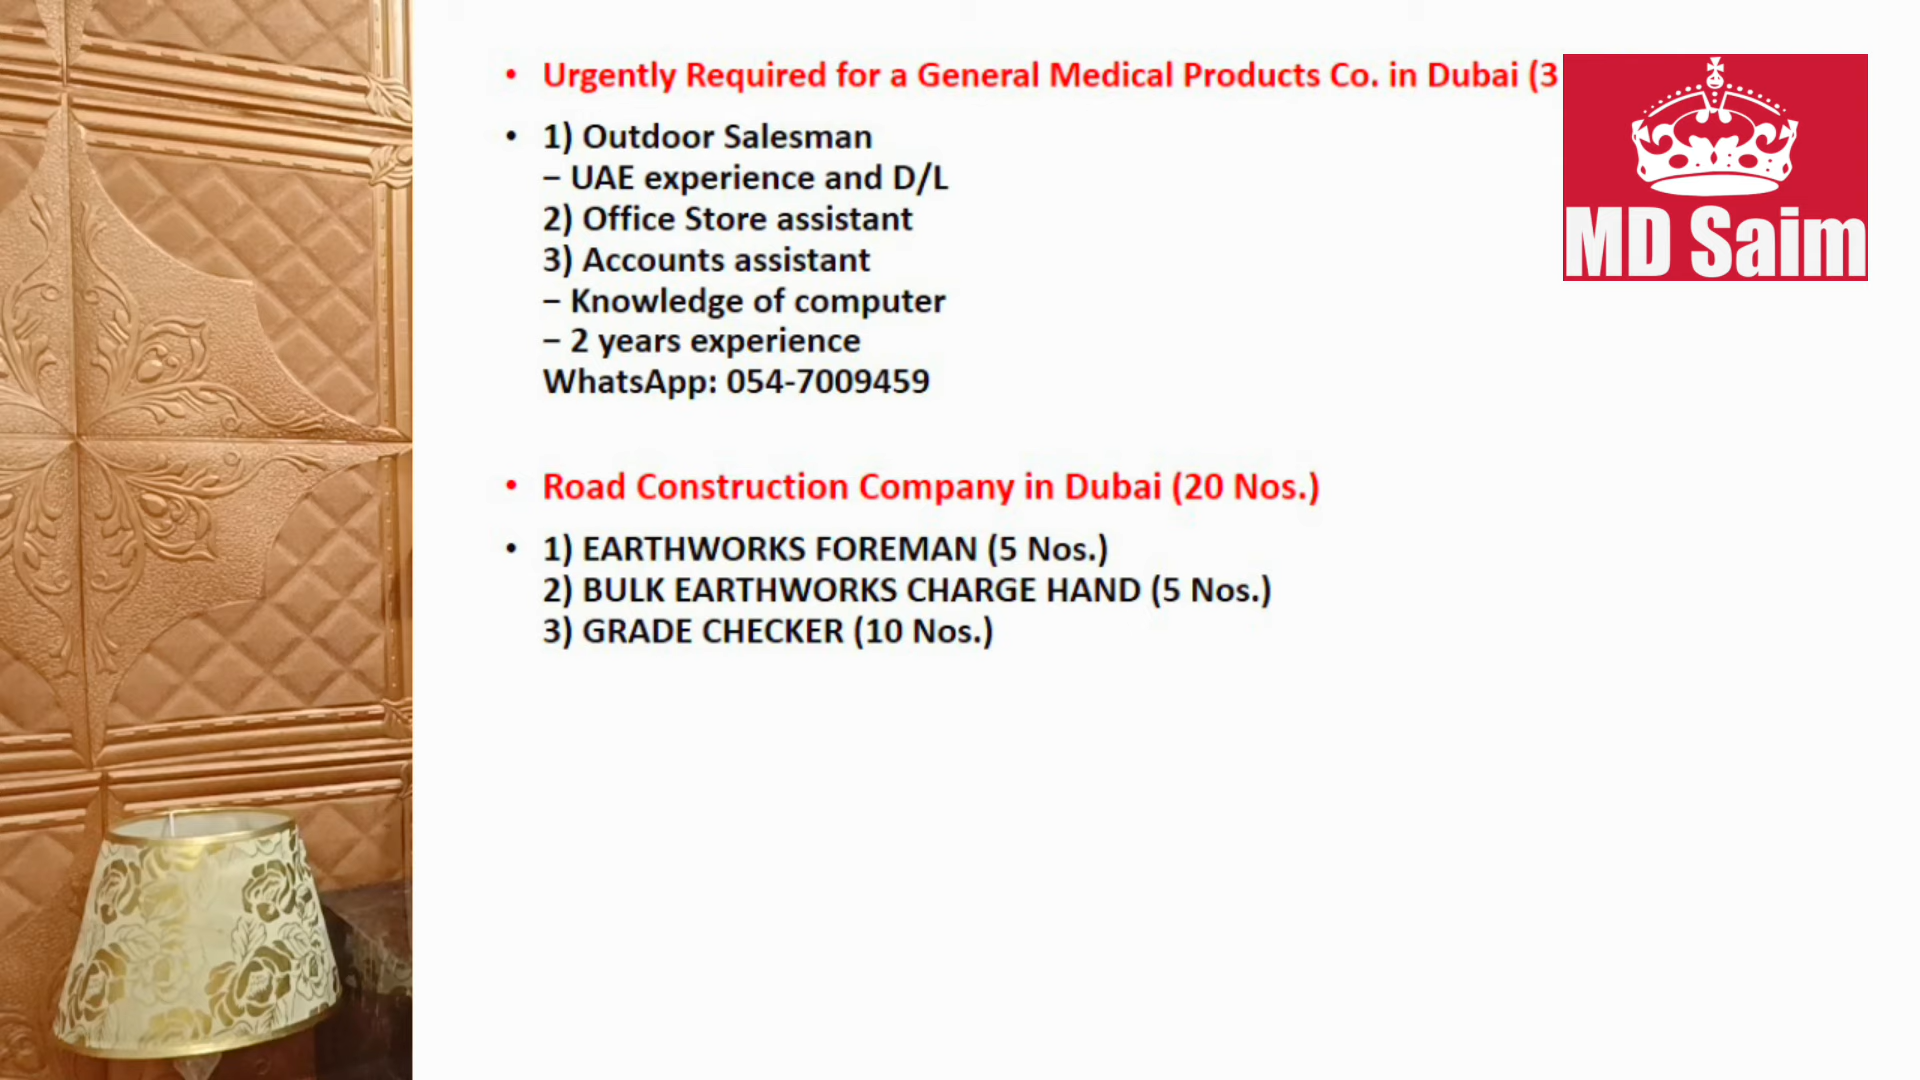 • Urgently Required for a General Medical Products Co. in Dubai (3
• 1) Outdoor Salesman
– UAE experience and D/L
2) Office Store assistant
3) Accounts assistant
– Knowledge of computer
– 2 years experience
WhatsApp: 054-7009459
• Road Construction Company in Dubai (20 Nos.)
• 1) EARTHWORKS FOREMAN (5 Nos.)
2) BULK EARTHWORKS CHARGE HAND (5 Nos.)
3) GRADE CHECKER (10 Nos.)
MD Saim